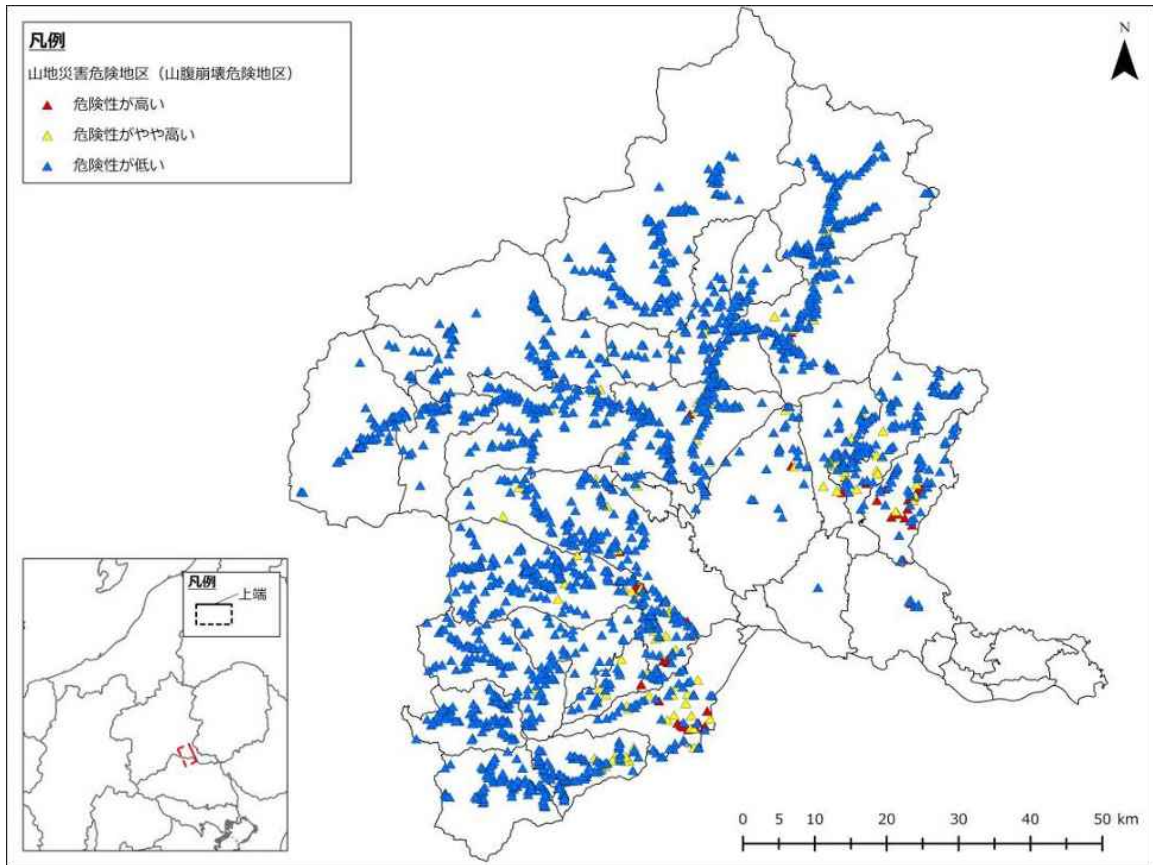 凡例
山地災害危険地区（山腹崩壊危険地区）
危険性が高い
危険性がやや高い
危険性が低い
N
凡例
上端
0 5 10 20 30 40 50 km